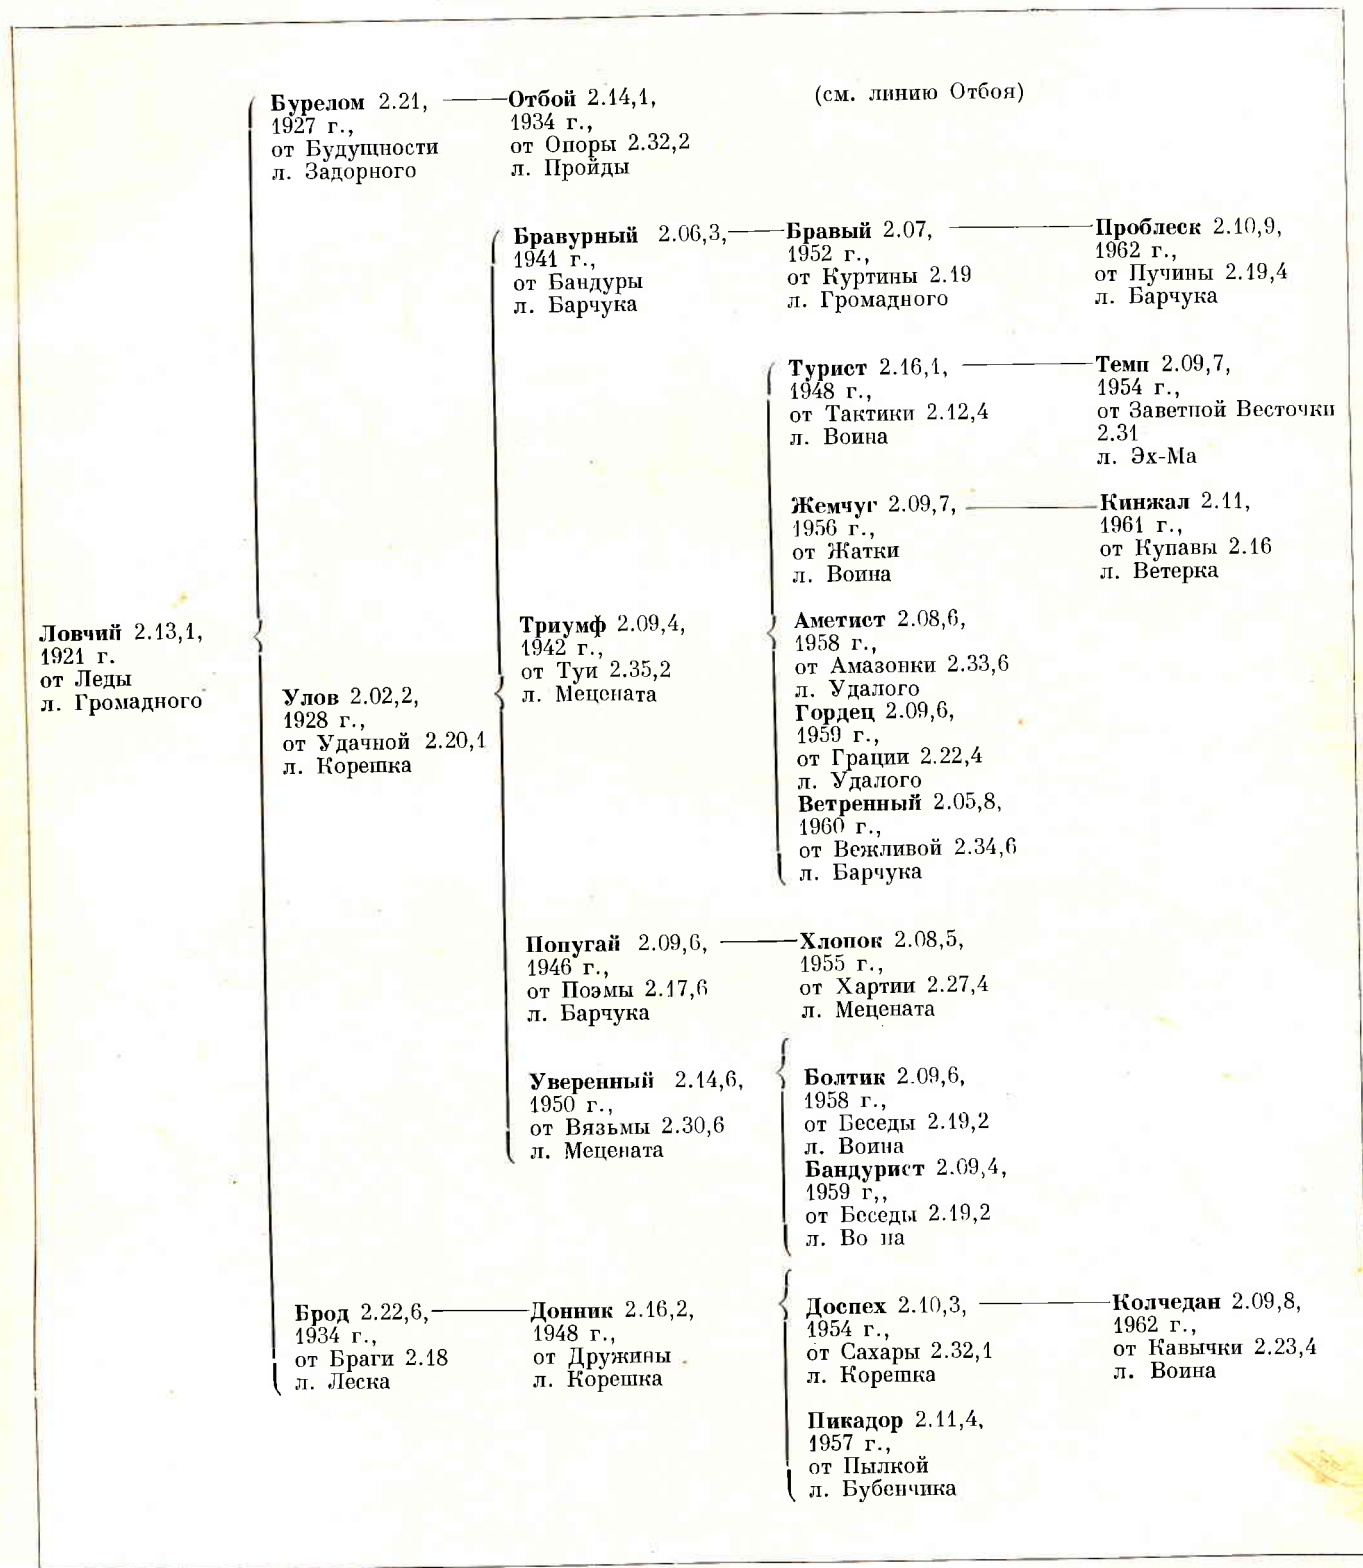 Бурелом 2.21,
1927 г.,
от Будущности
л. Задорного
Отбой 2.14,1,
1934 г.,
от Опоры 2.32,2
л. Пройды
(см. линию Отбоя)
Бравурный 2.06,3,
1941 г.,
от Бандуры
л. Барчука
Бравый 2.07,
1952 г.,
от Куртины 2.19
л. Громадного
Проблеск 2.10,9,
1962 г.,
от Пучины 2.19,4
л. Барчука
Турист 2.16,1,
1948 г.,
от Тактики 2.12,4
л. Воина
Темп 2.09,7,
1954 г.,
от Заветной Весточки
2.31
л. Эх-Ма
Жемчуг 2.09,7,
1956 г.,
от Жатки
л. Воина
Кинжал 2.11,
1961 г.,
от Купавы 2.16
л. Ветерка
Ловчий 2.13,1,
1921 г.
от Леды
л. Громадного
Улов 2.02,2,
1928 г.,
от Удачной 2.20,1
л. Корешка
Триумф 2.09,4,
1942 г.,
от Туи 2.35,2
л. Мецената
Аметист 2.08,6,
1958 г.,
от Амазонки 2.33,6
л. Удалого
Гордец 2.09,6,
1959 г.,
от Грации 2.22,4
л. Удалого
Ветренный 2.05,8,
1960 г.,
от Вежливой 2.34,6
л. Барчука
Попугай 2.09,6,
1946 г.,
от Поэмы 2.17,6
л. Барчука
Хлопок 2.08,5,
1955 г.,
от Хартии 2.27,4
л. Мецената
Уверенный 2.14,6,
1950 г.,
от Вязьмы 2.30,6
л. Мецената
Болтик 2.09,6,
1958 г.,
от Беседы 2.19,2
л. Воина
Бандурист 2.09,4,
1959 г,,
от Беседы 2.19,2
л. Во на
Брод 2.22,6,
1934 г.,
от Браги 2.18
л. Леска
Донник 2.16,2,
1948 г.,
от Дружины
л. Корешка
Доспех 2.10,3,
1954 г.,
от Сахары 2.32,1
л. Корешка
Колчедан 2.09,8,
1962 г.,
от Кавычки 2.23,4
л. Воина
Пикадор 2.11,4,
1957 г.,
от Пылкой
л. Бубенчика